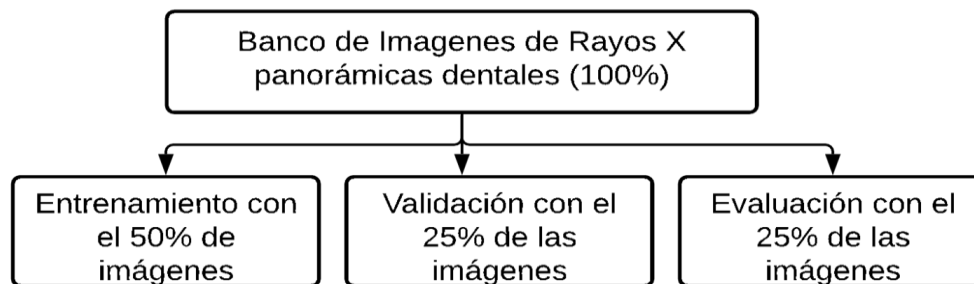 Banco de Imagenes de Rayos X
panorámicas dentales (100%)
Entrenamiento con
el 50% de
imágenes
Validación con el
25% de las
imágenes
Evaluación con el
25% de las
imágenes